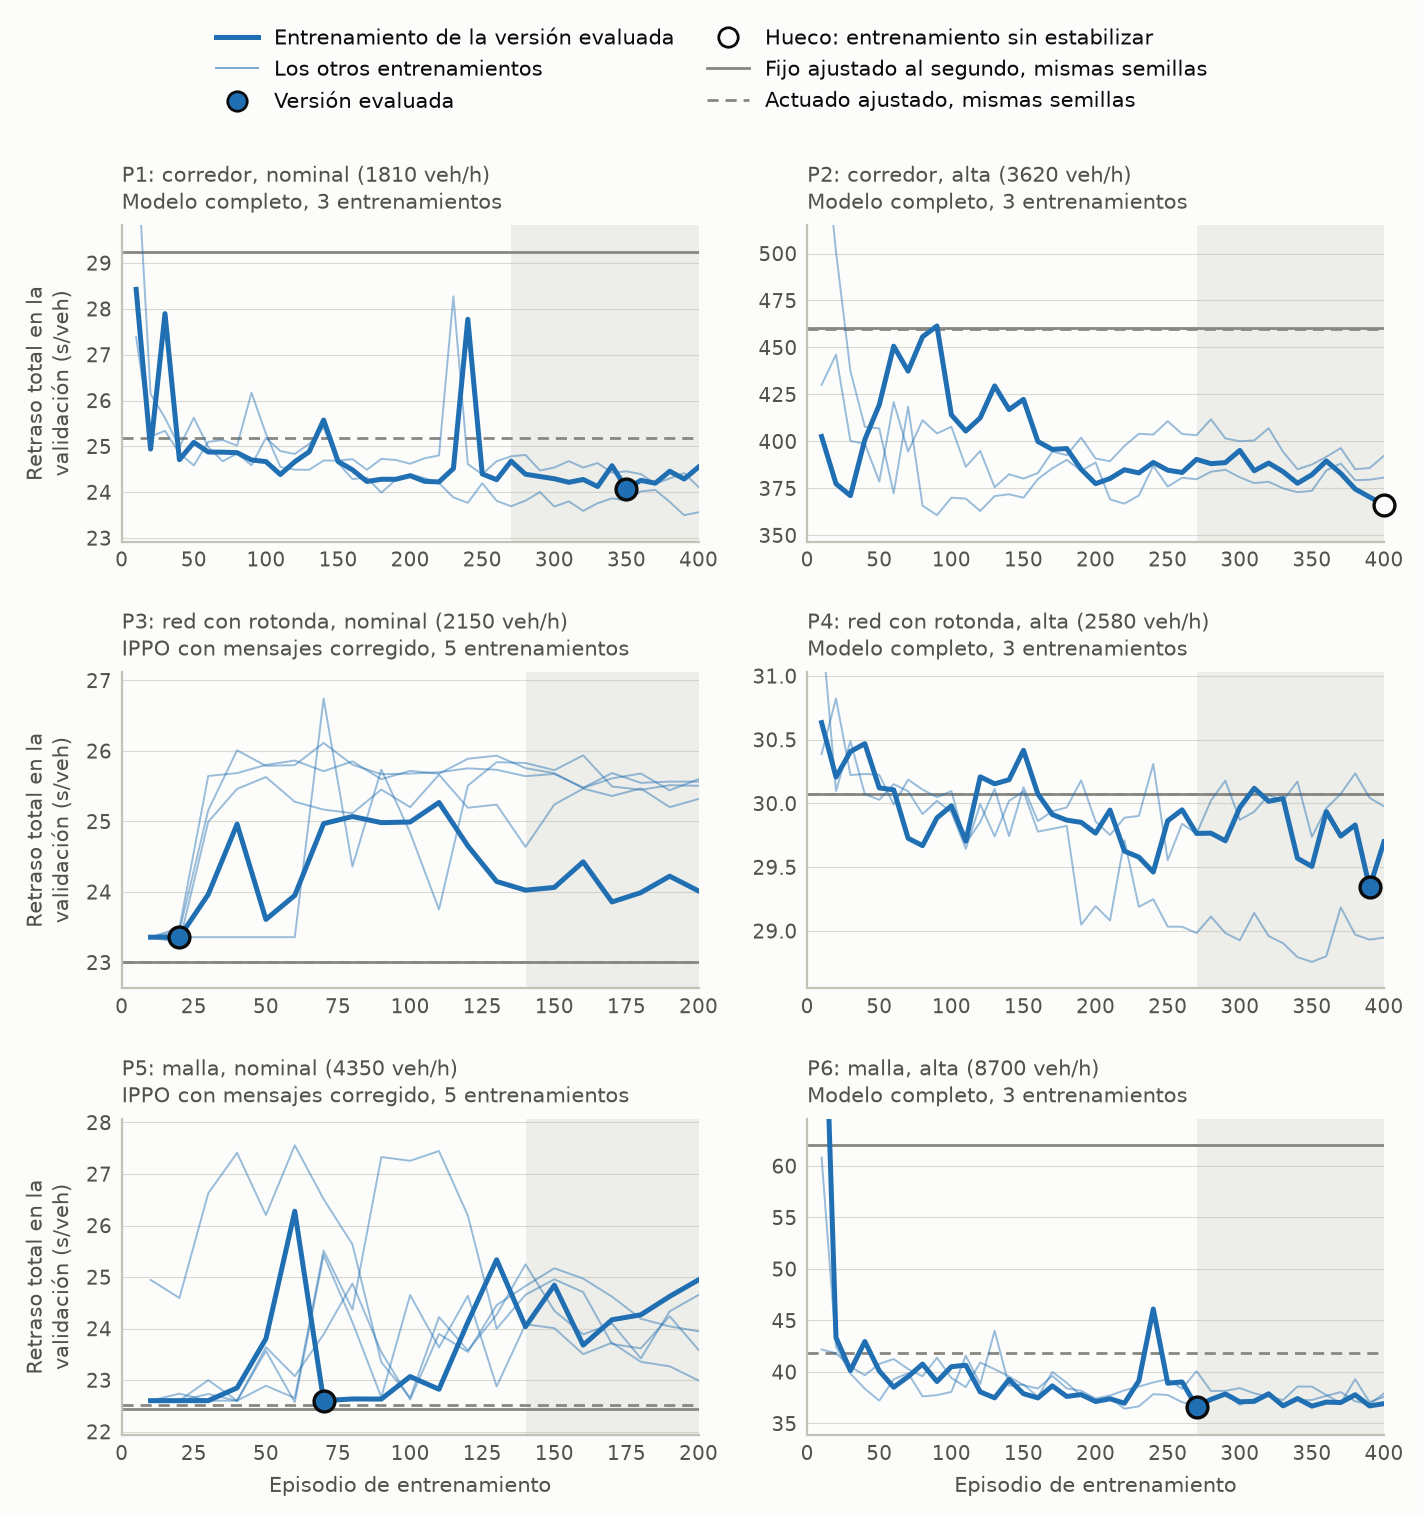 Entrenamiento de la versión evaluada
Los otros entrenamientos
Versión evaluada
Hueco: entrenamiento sin estabilizar
Fijo ajustado al segundo, mismas semillas
Actuado ajustado, mismas semillas
P1: corredor, nominal (1810 veh/h)
Modelo completo, 3 entrenamientos
Retraso total en la
validación (s/veh)
29
28
27
26
25
24
23
0 50 100 150 200 250 300 350 400
P2: corredor, alta (3620 veh/h)
Modelo completo, 3 entrenamientos
500
475
450
425
400
375
350
0 50 100 150 200 250 300 350 400
P3: red con rotonda, nominal (2150 veh/h)
IPPO con mensajes corregido, 5 entrenamientos
Retraso total en la
validación (s/veh)
27
26
25
24
23
0 25 50 75 100 125 150 175 200
P4: red con rotonda, alta (2580 veh/h)
Modelo completo, 3 entrenamientos
31.0
30.5
30.0
29.5
29.0
0 50 100 150 200 250 300 350 400
P5: malla, nominal (4350 veh/h)
IPPO con mensajes corregido, 5 entrenamientos
Retraso total en la
validación (s/veh)
28
27
26
25
24
23
22
0 25 50 75 100 125 150 175 200
Episodio de entrenamiento
P6: malla, alta (8700 veh/h)
Modelo completo, 3 entrenamientos
60
55
50
45
40
35
0 50 100 150 200 250 300 350 400
Episodio de entrenamiento